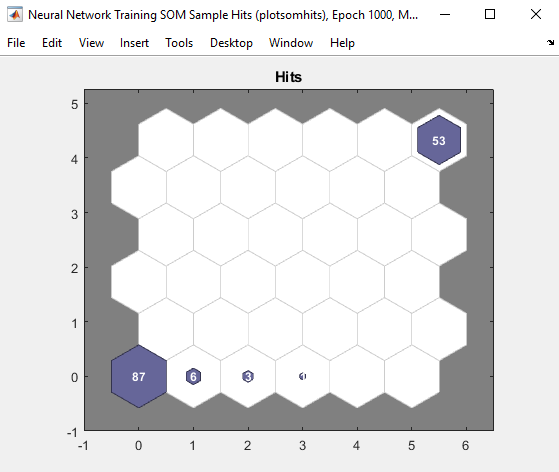 Neural Network Training SOM Sample Hits (plotsomhits), Epoch 1000, M...
File Edit View Insert Tools Desktop Window Help
Hits
5
53
4
3
2
1
0
87 6 3 1
-1
-1 0 1 2 3 4 5 6